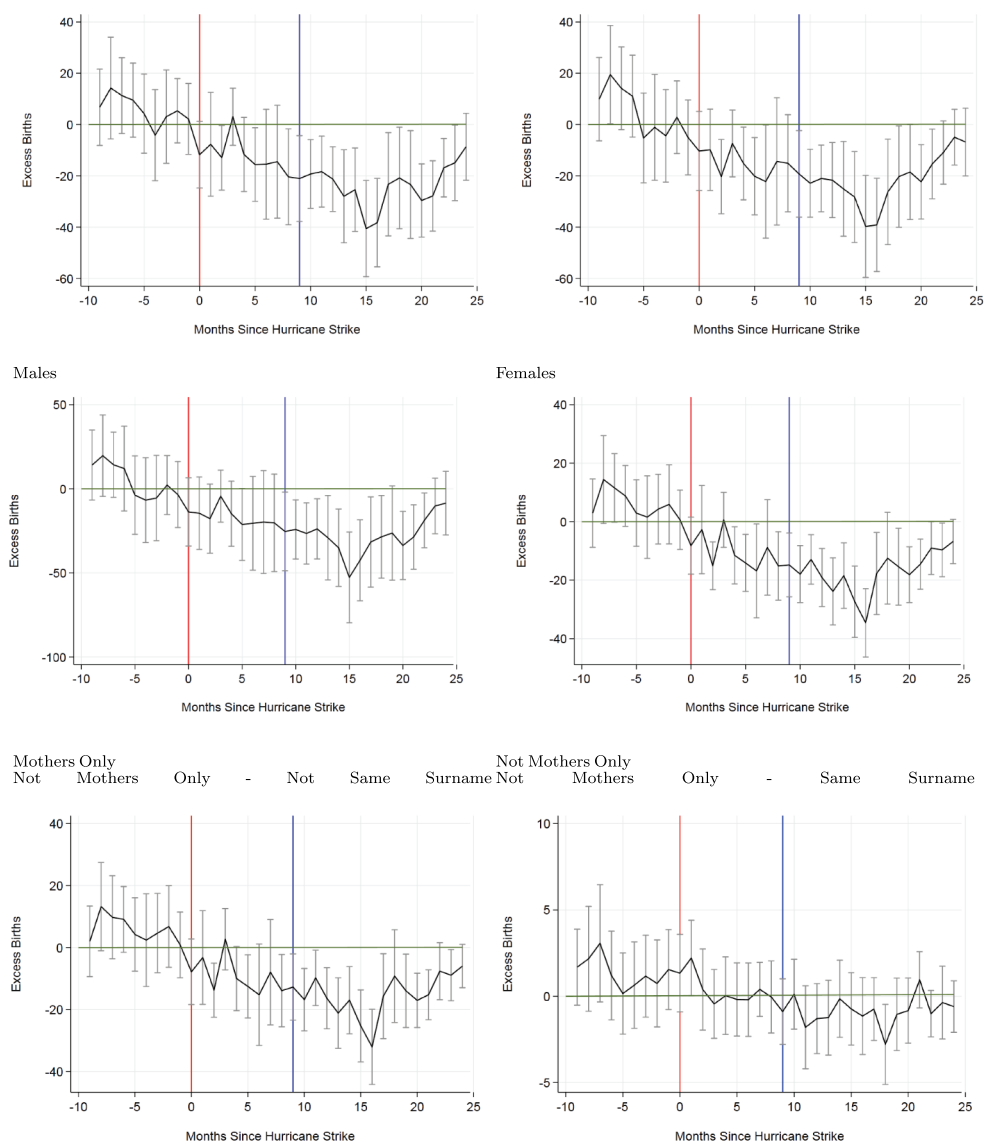 40
20
0
-20
-40
-60
Excess Births
-10 -5 0 5 10 15 20 25
Months Since Hurricane Strike
40
20
0
-20
-40
-60
Excess Births
-10 -5 0 5 10 15 20 25
Months Since Hurricane Strike
Males Females
50
0
-50
-100
Excess Births
-10 -5 0 5 10 15 20 25
Months Since Hurricane Strike
40
20
0
-20
-40
Excess Births
-10 -5 0 5 10 15 20 25
Months Since Hurricane Strike
Mothers Only Not Mothers Only
Not Mothers Only - Not Same Surname Not Mothers Only - Same Surname
40
20
0
-20
-40
Excess Births
-10 -5 0 5 10 15 20 25
Months Since Hurricane Strike
10
5
0
-5
Excess Births
-10 -5 0 5 10 15 20 25
Months Since Hurricane Strike